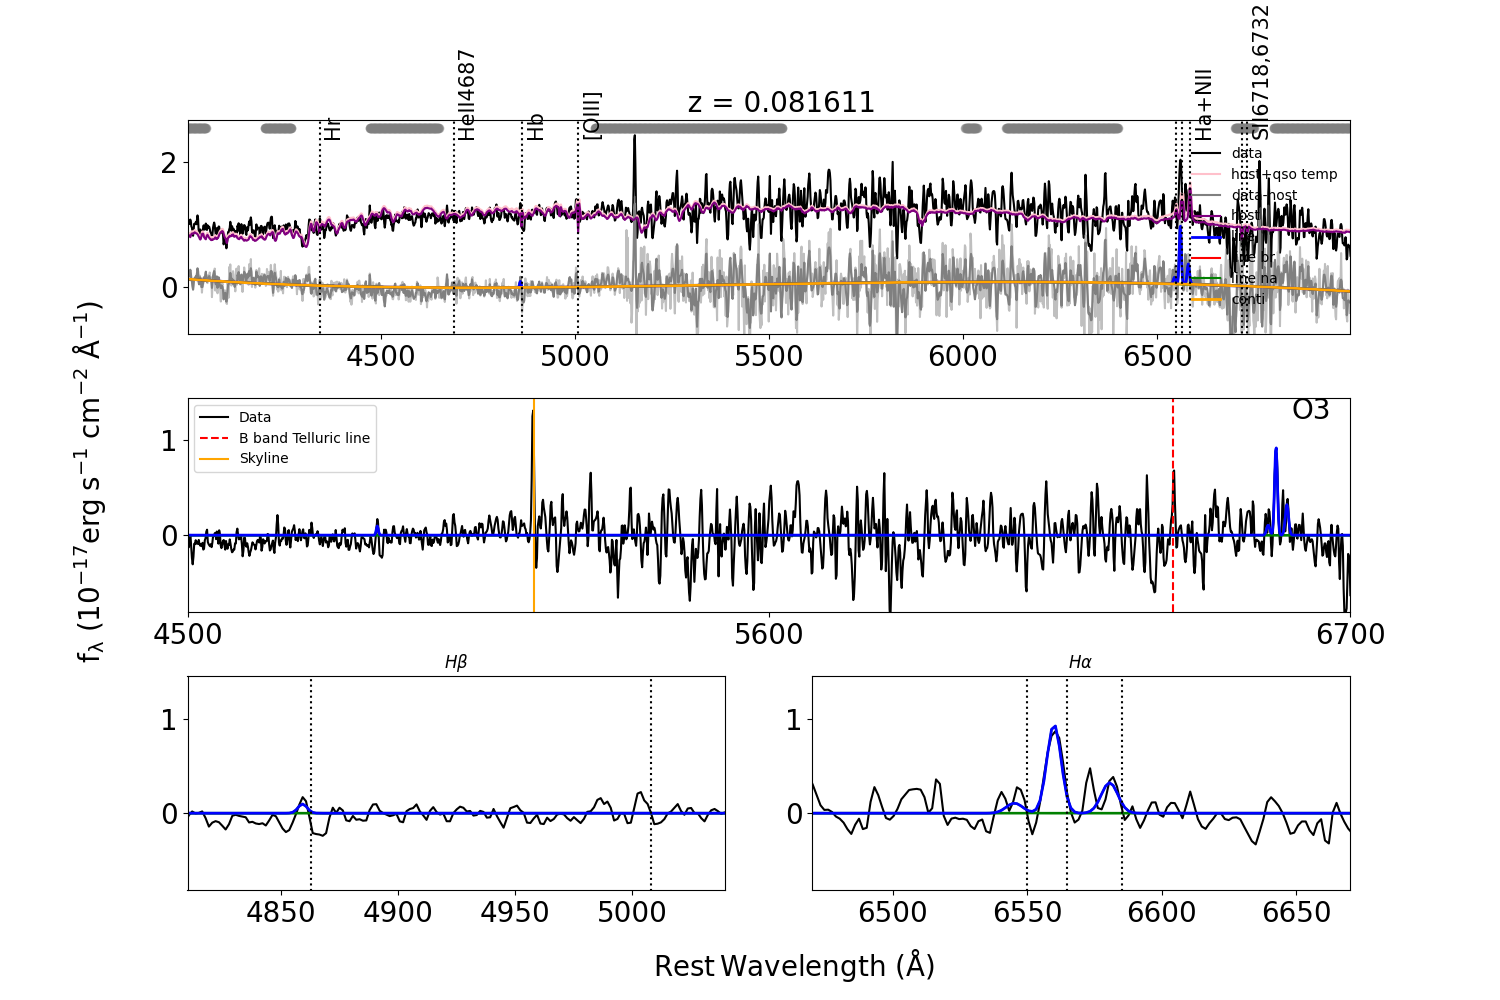 z = 0.081611
Hr
HeII4687
Hb
[OIII]
Ha+NII
SII6718,6732
data
host+qso temp
data-host
host
line
line br
line na
conti
2
0
4500
5000
5500
6000
6500
fλ (10⁻¹⁷erg s⁻¹ cm⁻² Å⁻¹)
O3
Data
B band Telluric line
Skyline
1
0
4500
5600
6700
Hβ
1
0
4850
4900
4950
5000
Hα
1
0
6500
6550
6600
6650
Rest Wavelength (Å)